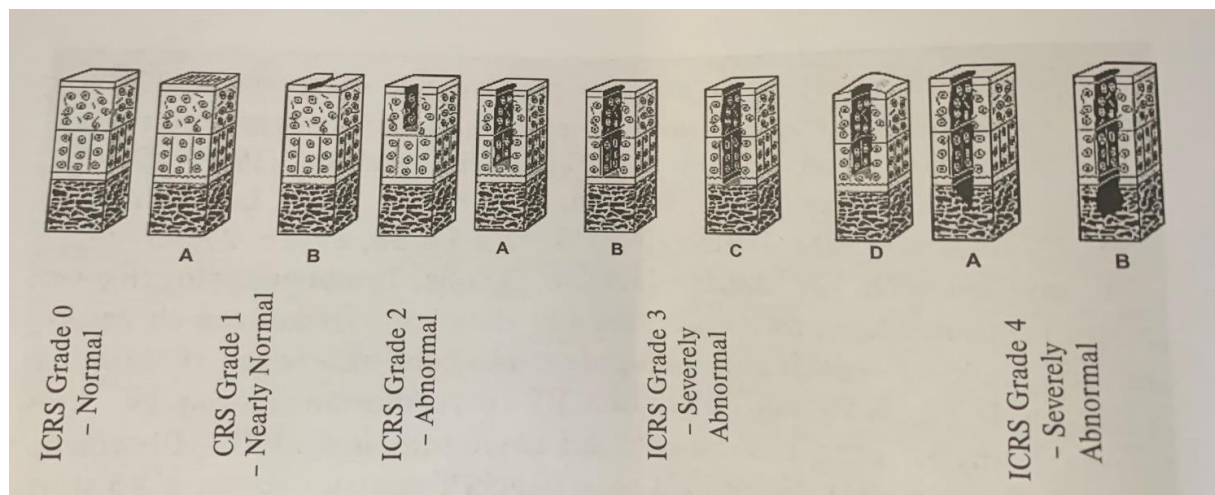 A
B
A
B
C
D
A
B
ICRS Grade 0
– Normal
CRS Grade 1
– Nearly Normal
ICRS Grade 2
– Abnormal
ICRS Grade 3
– Severely
Abnormal
ICRS Grade 4
– Severely
Abnormal